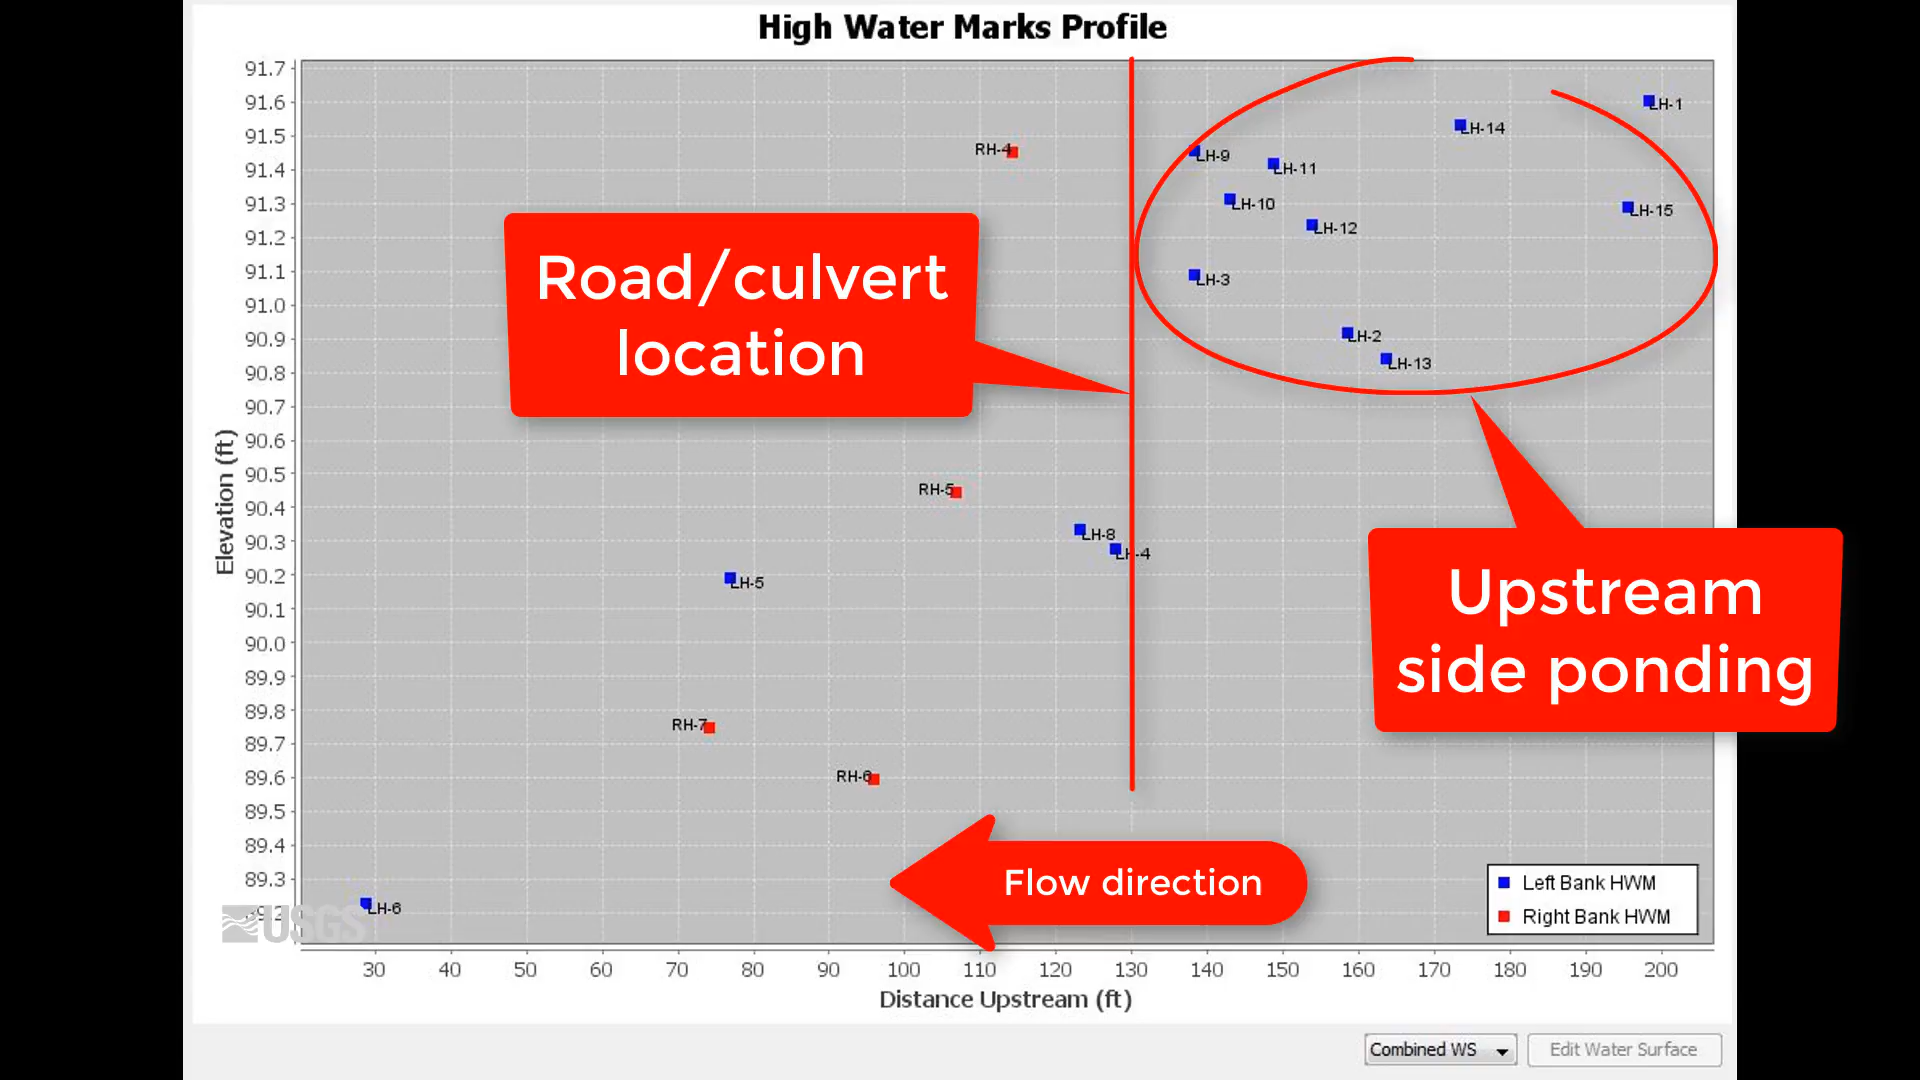 High Water Marks Profile
91.7
91.6
91.5
91.4
91.3
91.2
91.1
91.0
90.9
90.8
90.7
90.6
90.5
90.4
90.3
90.2
90.1
90.0
89.9
89.8
89.7
89.6
89.5
89.4
89.3
Elevation (ft)
LH-1
LH-14
RH-4
LH-9
LH-11
LH-10
LH-15
LH-12
LH-3
LH-2
LH-13
Road/culvert
location
RH-5
LH-8
LH-4
LH-5
Upstream
side ponding
RH-7
RH-6
Flow direction
Left Bank HWM
Right Bank HWM
LH-6
USGS
30 40 50 60 70 80 90 100 110 120 130 140 150 160 170 180 190 200
Distance Upstream (ft)
Combined WS
Edit Water Surface